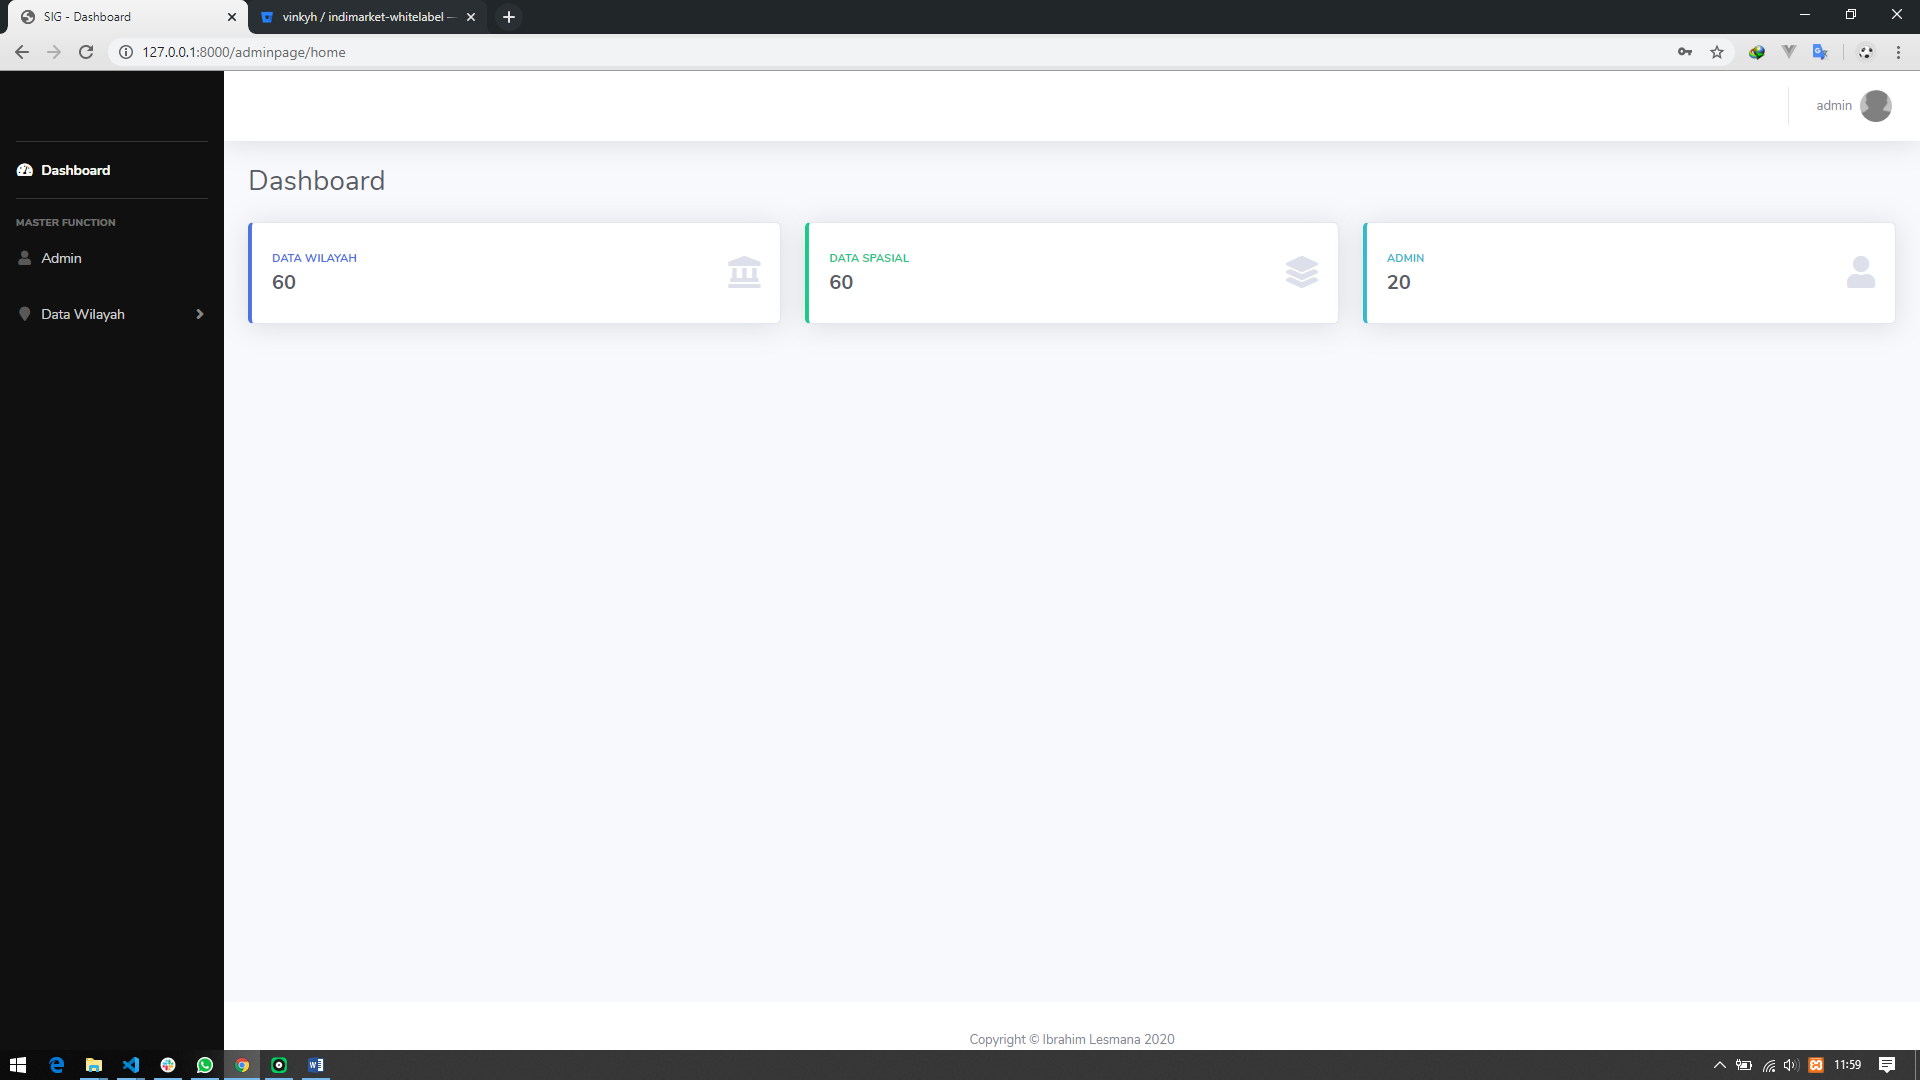 SIG - Dashboard
vinkyh / indimarket-whitelabel —
127.0.0.1:8000/adminpage/home
admin
Dashboard
MASTER FUNCTION
Admin
Data Wilayah
Dashboard
DATA WILAYAH
60
DATA SPASIAL
60
ADMIN
20
Copyright © Ibrahim Lesmana 2020
11:59